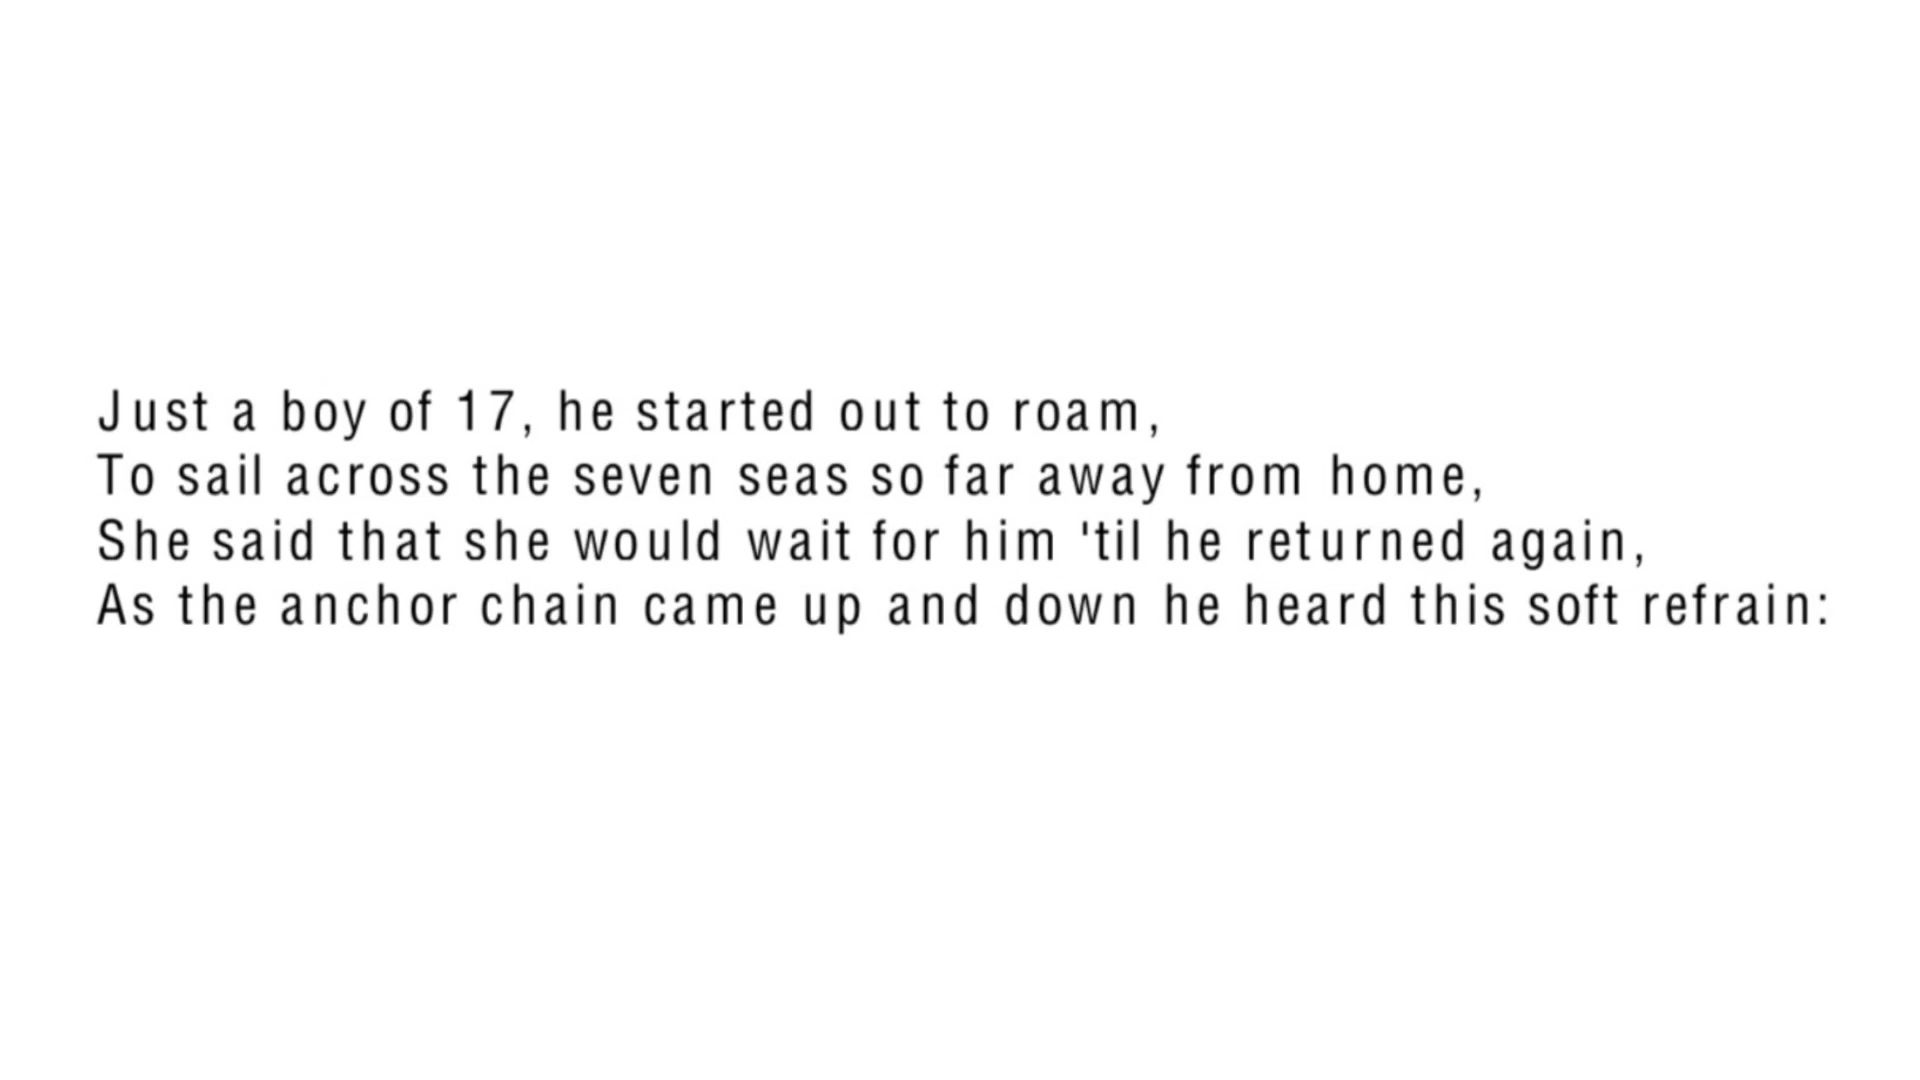 Just a boy of 17, he started out to roam,
To sail across the seven seas so far away from home,
She said that she would wait for him 'til he returned again,
As the anchor chain came up and down he heard this soft refrain: